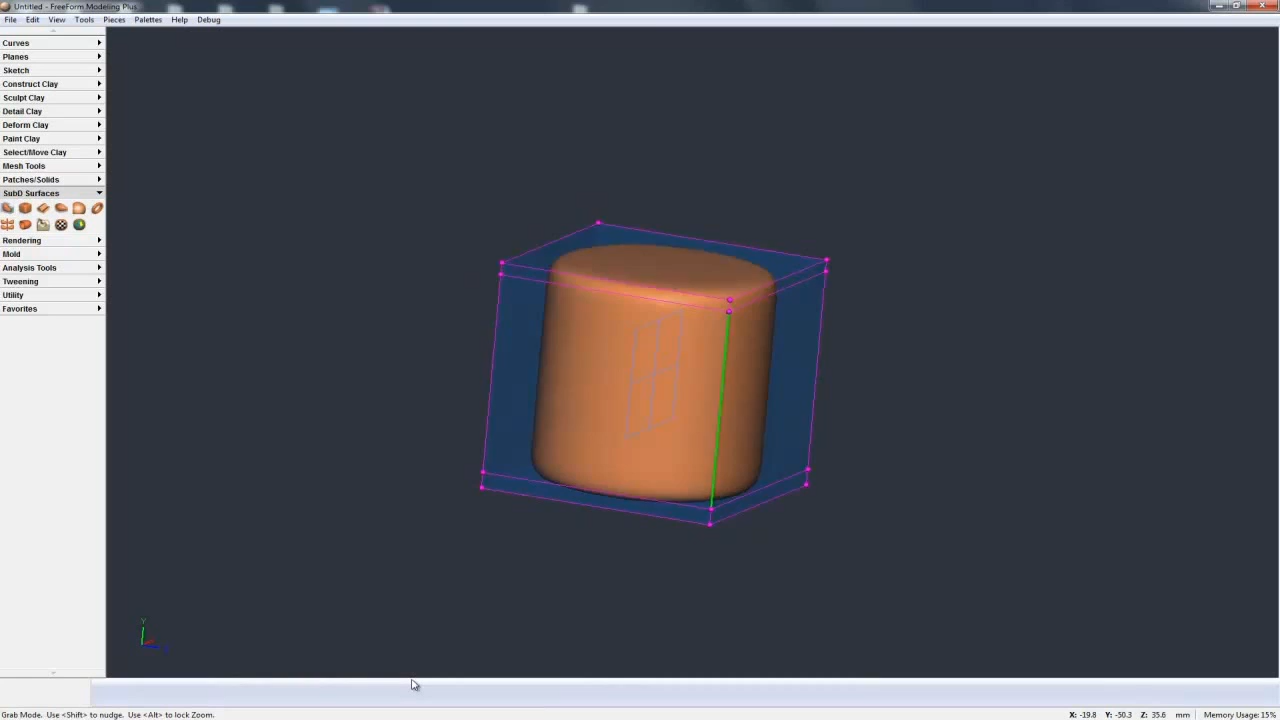 Untitled - FreeForm Modeling Plus
File Edit View Tools Pieces Palettes Help Debug
Curves
Planes
Sketch
Construct Clay
Sculpt Clay
Detail Clay
Deform Clay
Paint Clay
Select/Move Clay
Mesh Tools
Patches/Solids
SubD Surfaces
Rendering
Mold
Analysis Tools
Tweening
Utility
Favorites
Y
Grab Mode. Use <Shift> to nudge. Use <Alt> to lock Zoom.
X: -19.8 Y: -50.3 Z: 35.6 mm Memory Usage: 15%